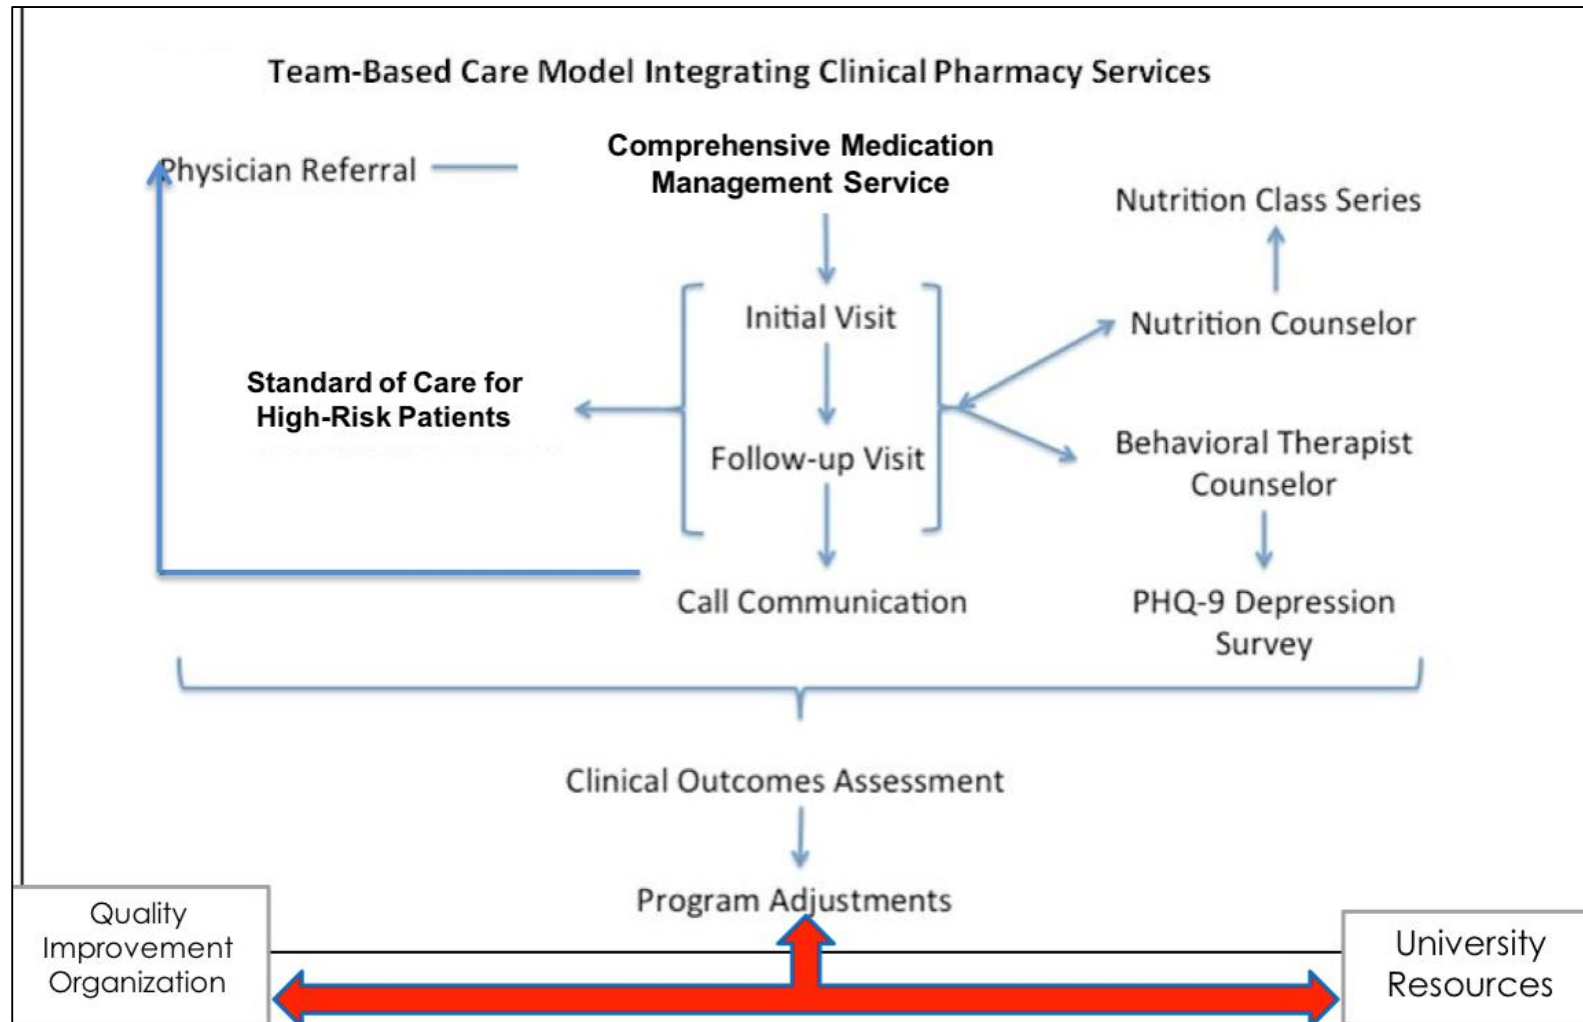 Team-Based Care Model Integrating Clinical Pharmacy Services
Physician Referral
Comprehensive Medication
Management Service
Nutrition Class Series
Initial Visit
Nutrition Counselor
Standard of Care for
High-Risk Patients
Follow-up Visit
Behavioral Therapist
Counselor
Call Communication
PHQ-9 Depression
Survey
Clinical Outcomes Assessment
Program Adjustments
Quality
Improvement
Organization
University
Resources